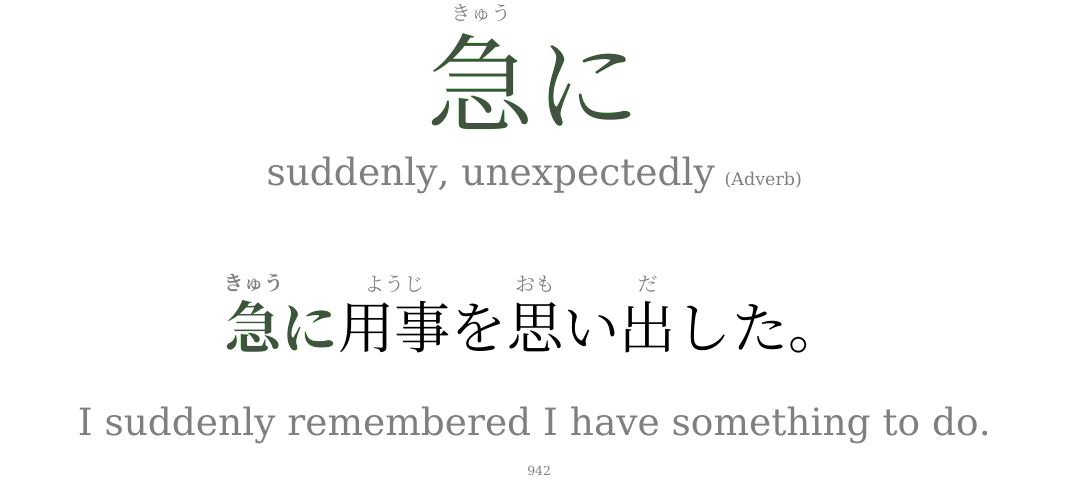 きゅう
急に
suddenly, unexpectedly (Adverb)
きゅう ようじ おも だ
急に用事を思い出した。
I suddenly remembered I have something to do.
942